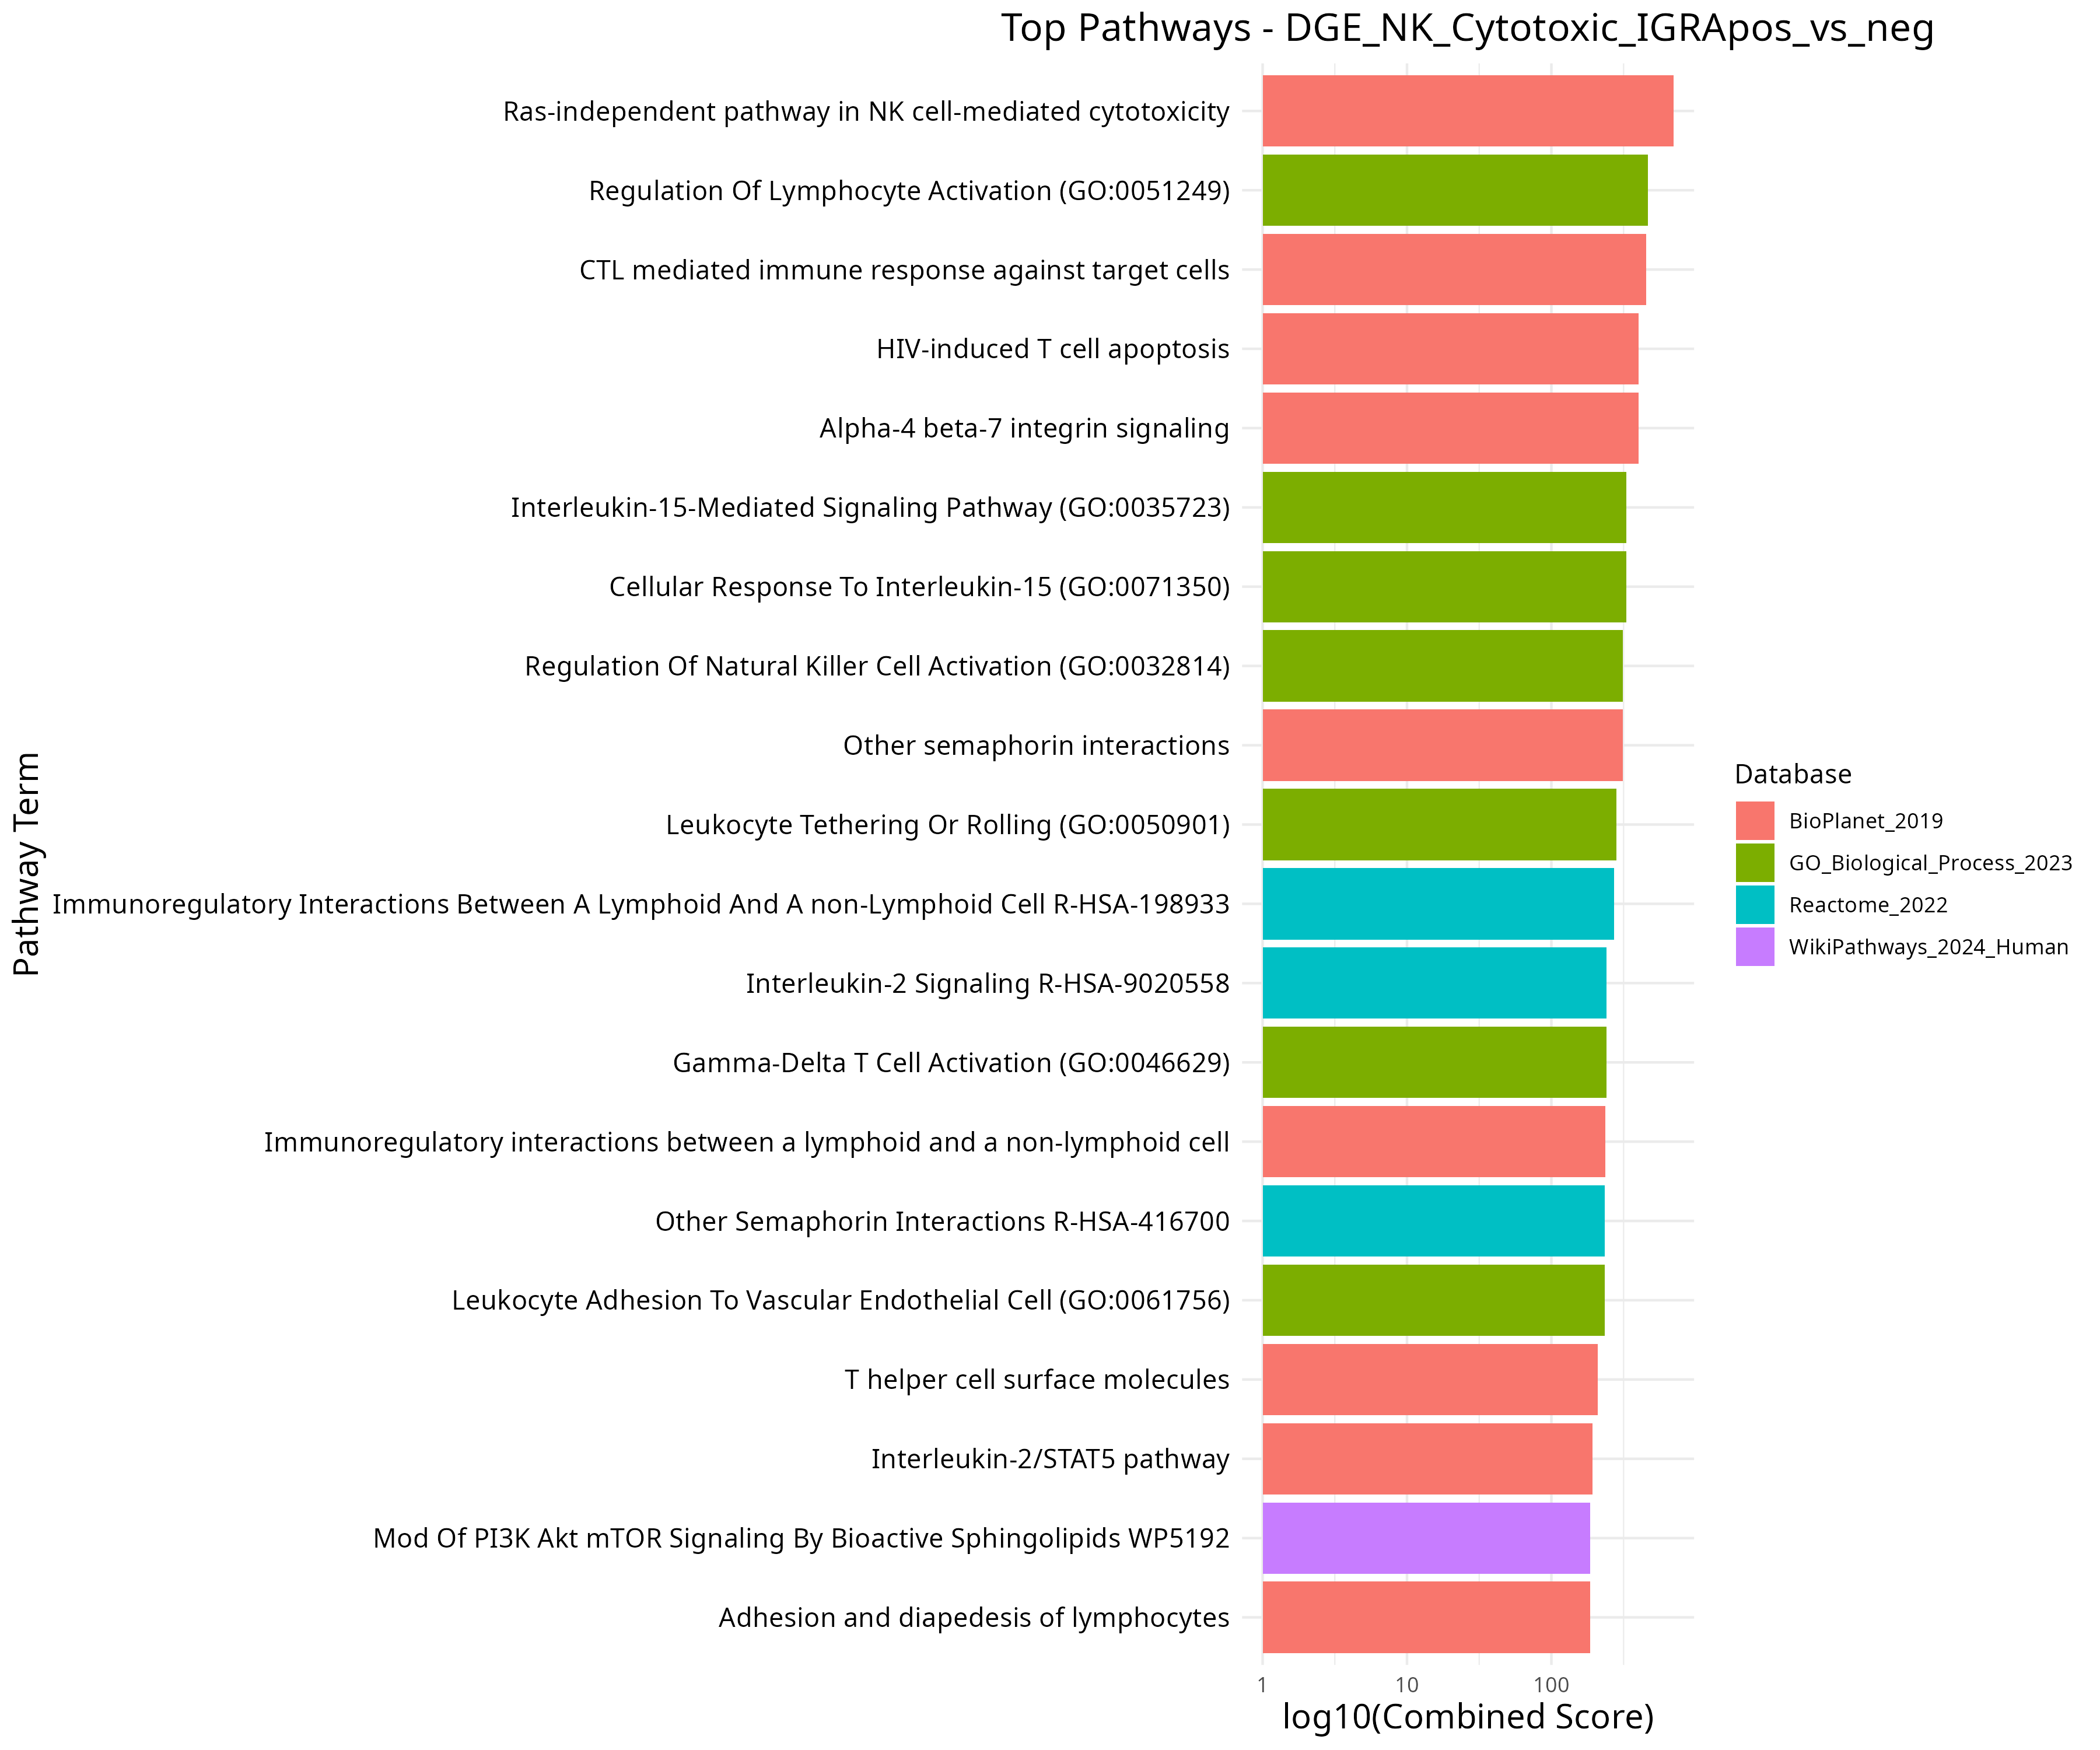 Top Pathways - DGE_NK_Cytotoxic_IGRApos_vs_neg
Pathway Term
Ras-independent pathway in NK cell-mediated cytotoxicity
Regulation Of Lymphocyte Activation (GO:0051249)
CTL mediated immune response against target cells
HIV-induced T cell apoptosis
Alpha-4 beta-7 integrin signaling
Interleukin-15-Mediated Signaling Pathway (GO:0035723)
Cellular Response To Interleukin-15 (GO:0071350)
Regulation Of Natural Killer Cell Activation (GO:0032814)
Other semaphorin interactions
Leukocyte Tethering Or Rolling (GO:0050901)
Immunoregulatory Interactions Between A Lymphoid And A non-Lymphoid Cell R-HSA-198933
Interleukin-2 Signaling R-HSA-9020558
Gamma-Delta T Cell Activation (GO:0046629)
Immunoregulatory interactions between a lymphoid and a non-lymphoid cell
Other Semaphorin Interactions R-HSA-416700
Leukocyte Adhesion To Vascular Endothelial Cell (GO:0061756)
T helper cell surface molecules
Interleukin-2/STAT5 pathway
Mod Of PI3K Akt mTOR Signaling By Bioactive Sphingolipids WP5192
Adhesion and diapedesis of lymphocytes
1 10 100
log10(Combined Score)
Database
BioPlanet_2019
GO_Biological_Process_2023
Reactome_2022
WikiPathways_2024_Human